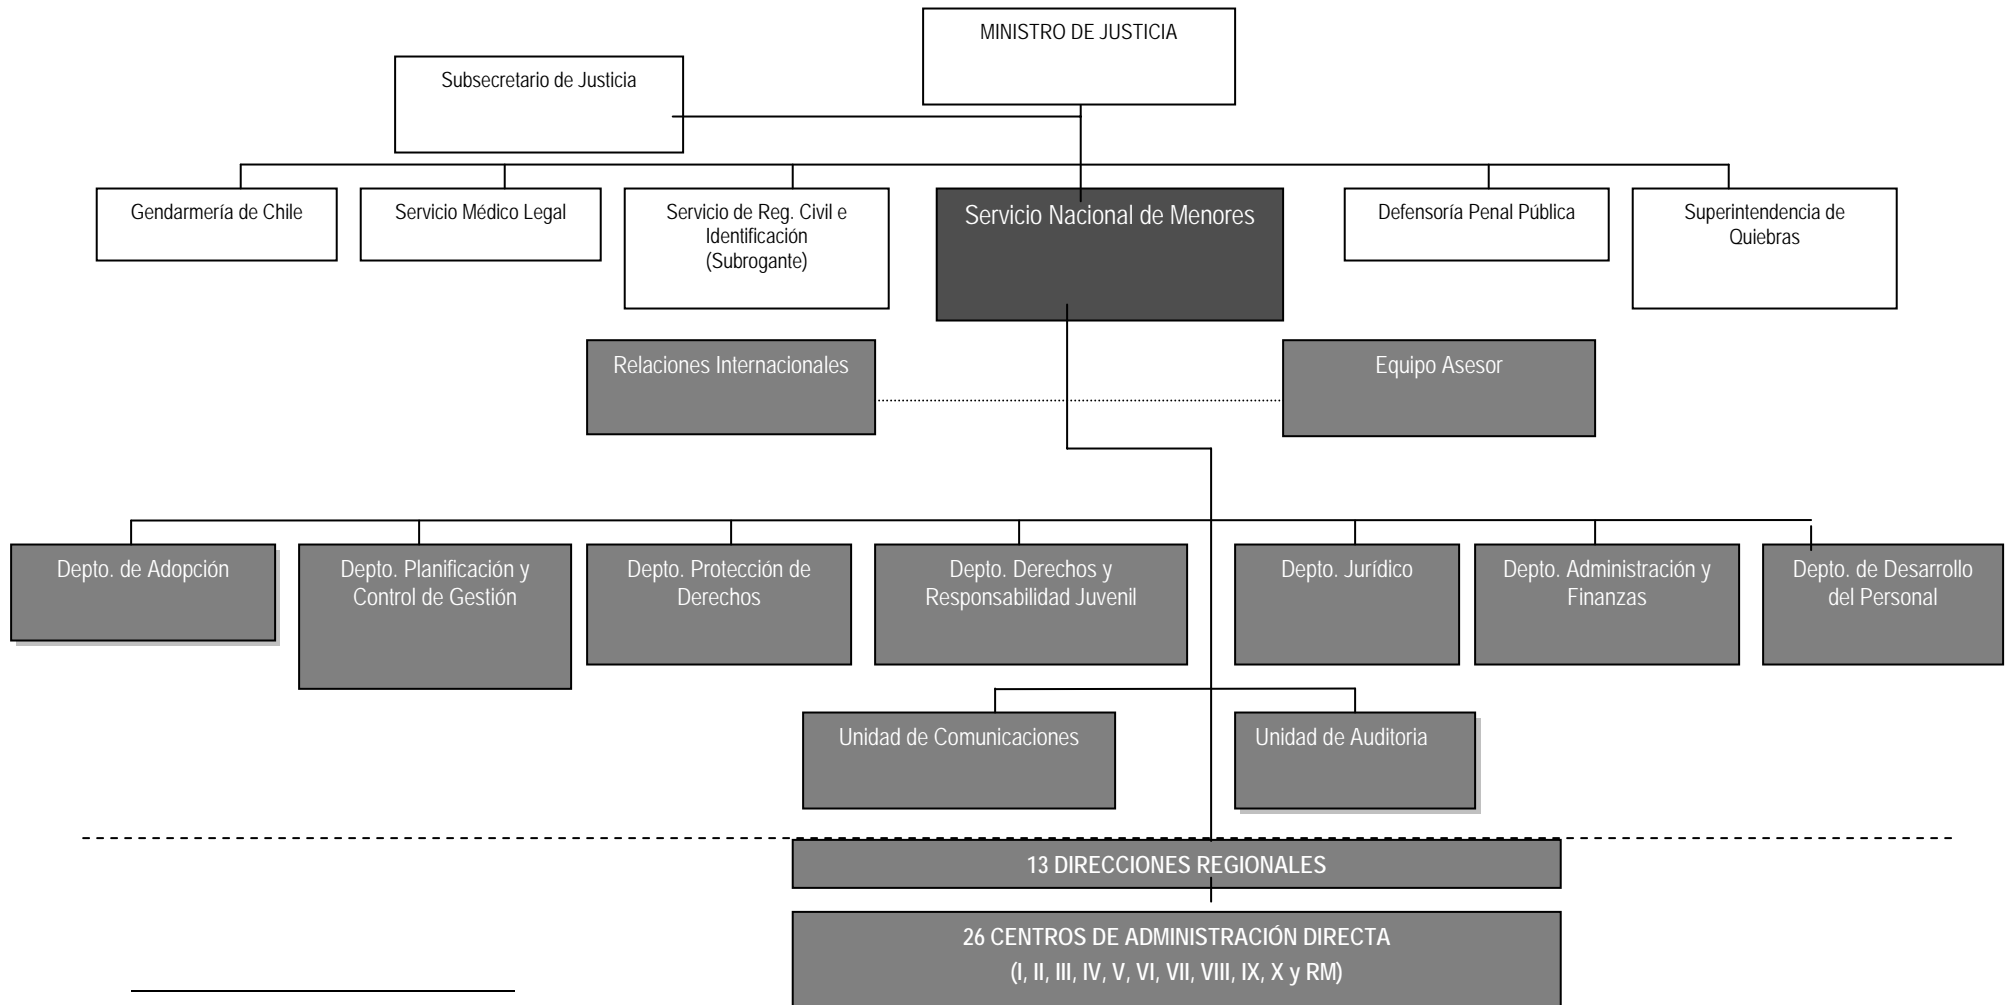 MINISTRO DE JUSTICIA
Subsecretario de Justicia
Gendarmería de Chile
Servicio Médico Legal
Servicio de Reg. Civil e
Identificación
(Subrogante)
Servicio Nacional de Menores
Defensoría Penal Pública
Superintendencia de
Quiebras
Relaciones Internacionales
Equipo Asesor
Depto. de Adopción
Depto. Planificación y
Control de Gestión
Depto. Protección de
Derechos
Depto. Derechos y
Responsabilidad Juvenil
Depto. Jurídico
Depto. Administración y
Finanzas
Depto. de Desarrollo
del Personal
Unidad de Comunicaciones
Unidad de Auditoria
13 DIRECCIONES REGIONALES
26 CENTROS DE ADMINISTRACIÓN DIRECTA
(I, II, III, IV, V, VI, VII, VIII, IX, X y RM)